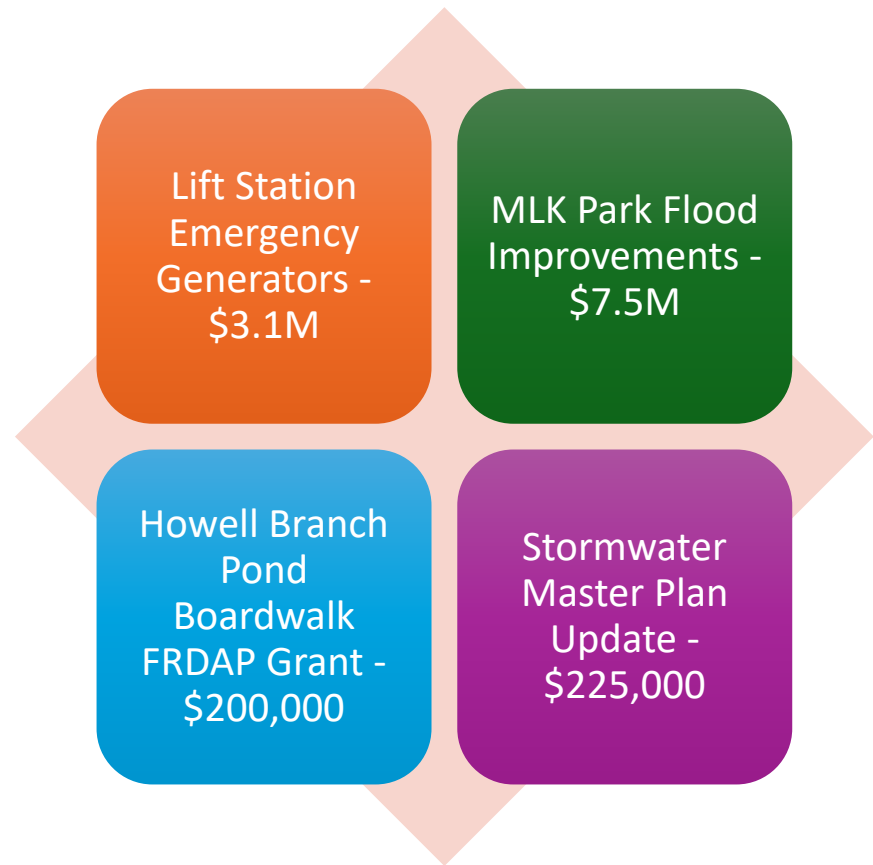 Lift Station
Emergency
Generators -
$3.1M
MLK Park Flood
Improvements -
$7.5M
Howell Branch
Pond
Boardwalk
FRDAP Grant -
$200,000
Stormwater
Master Plan
Update -
$225,000